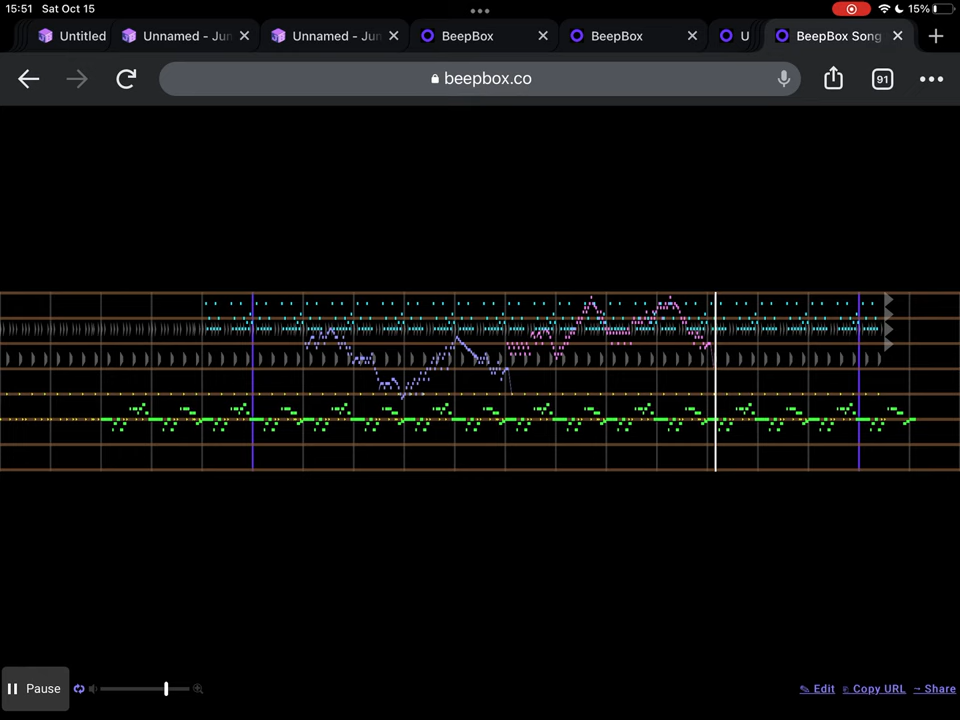 15:51 Sat Oct 15 15%
Untitled Unnamed - Jun Unnamed - Jun BeepBox BeepBox U BeepBox Song
beepbox.co 91
Pause Edit Copy URL Share